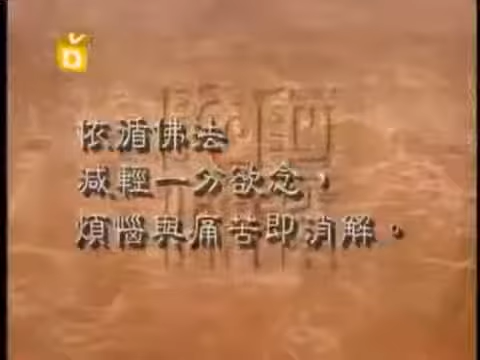 依循佛法
減輕一分欲念，
煩惱與痛苦即消解。